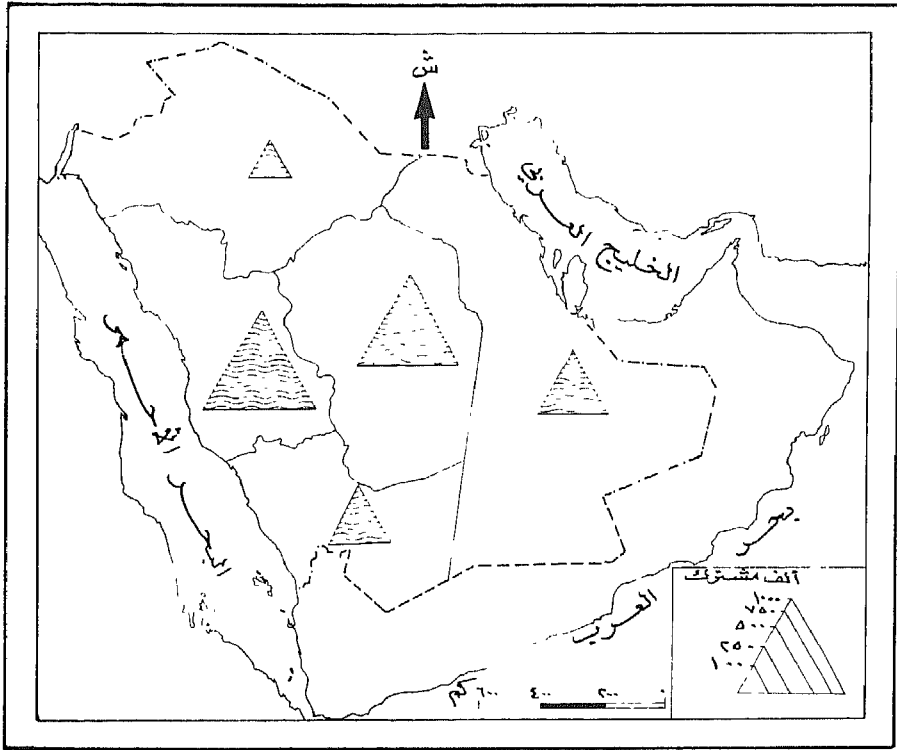 ش
الخليج العربي
البحر الأحمر
بحر
العرب
ألف مشترك
١٠٠٠
٧٥٠
٥٠٠
٢٥٠
١٠٠
٠ ٢٠٠ ٤٠٠ ٦٠٠ كم